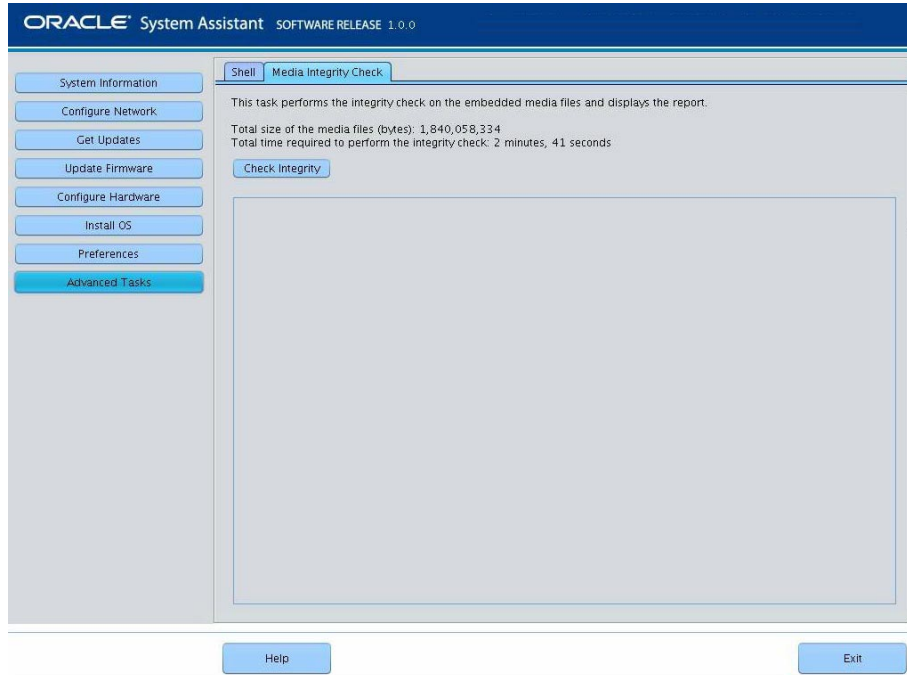 ORACLE System Assistant SOFTWARE RELEASE 1.0.0
System Information
Configure Network
Get Updates
Update Firmware
Configure Hardware
Install OS
Preferences
Advanced Tasks
Shell Media Integrity Check
This task performs the integrity check on the embedded media files and displays the report.
Total size of the media files (bytes): 1,840,058,334
Total time required to perform the integrity check: 2 minutes, 41 seconds
Check Integrity
Help
Exit